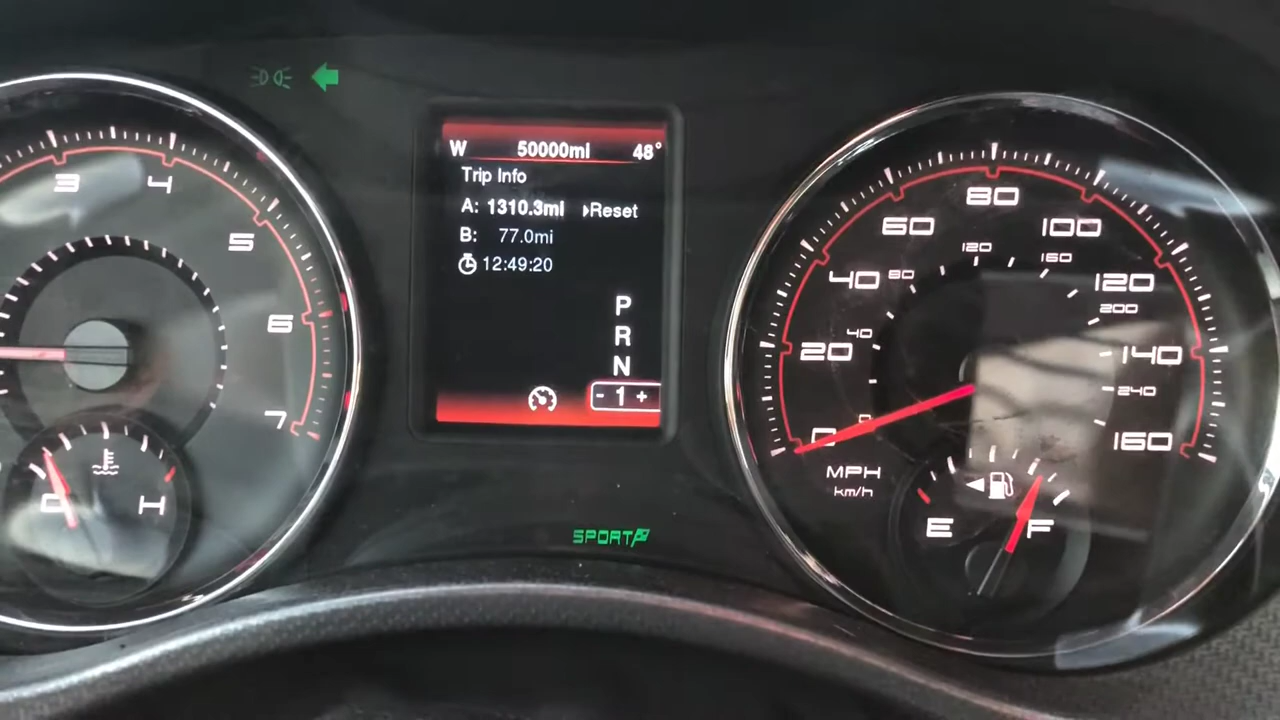 W 50000mi 48°
Trip Info
A: 1310.3mi Reset
B: 77.0mi
12:49:20
P
R
N
- 1 +
SPORT
3
4
5
6
7
C H
0
20
40
60
80
100
120
140
160
0
40
80
120
160
200
240
MPH
km/h
E F